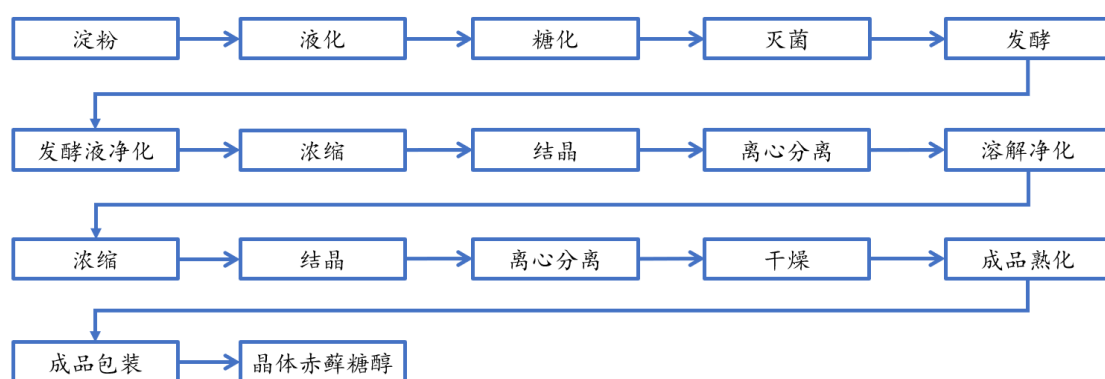 淀粉
液化
糖化
灭菌
发酵
发酵液净化
浓缩
结晶
离心分离
溶解净化
浓缩
结晶
离心分离
干燥
成品熟化
成品包装
晶体赤藓糖醇